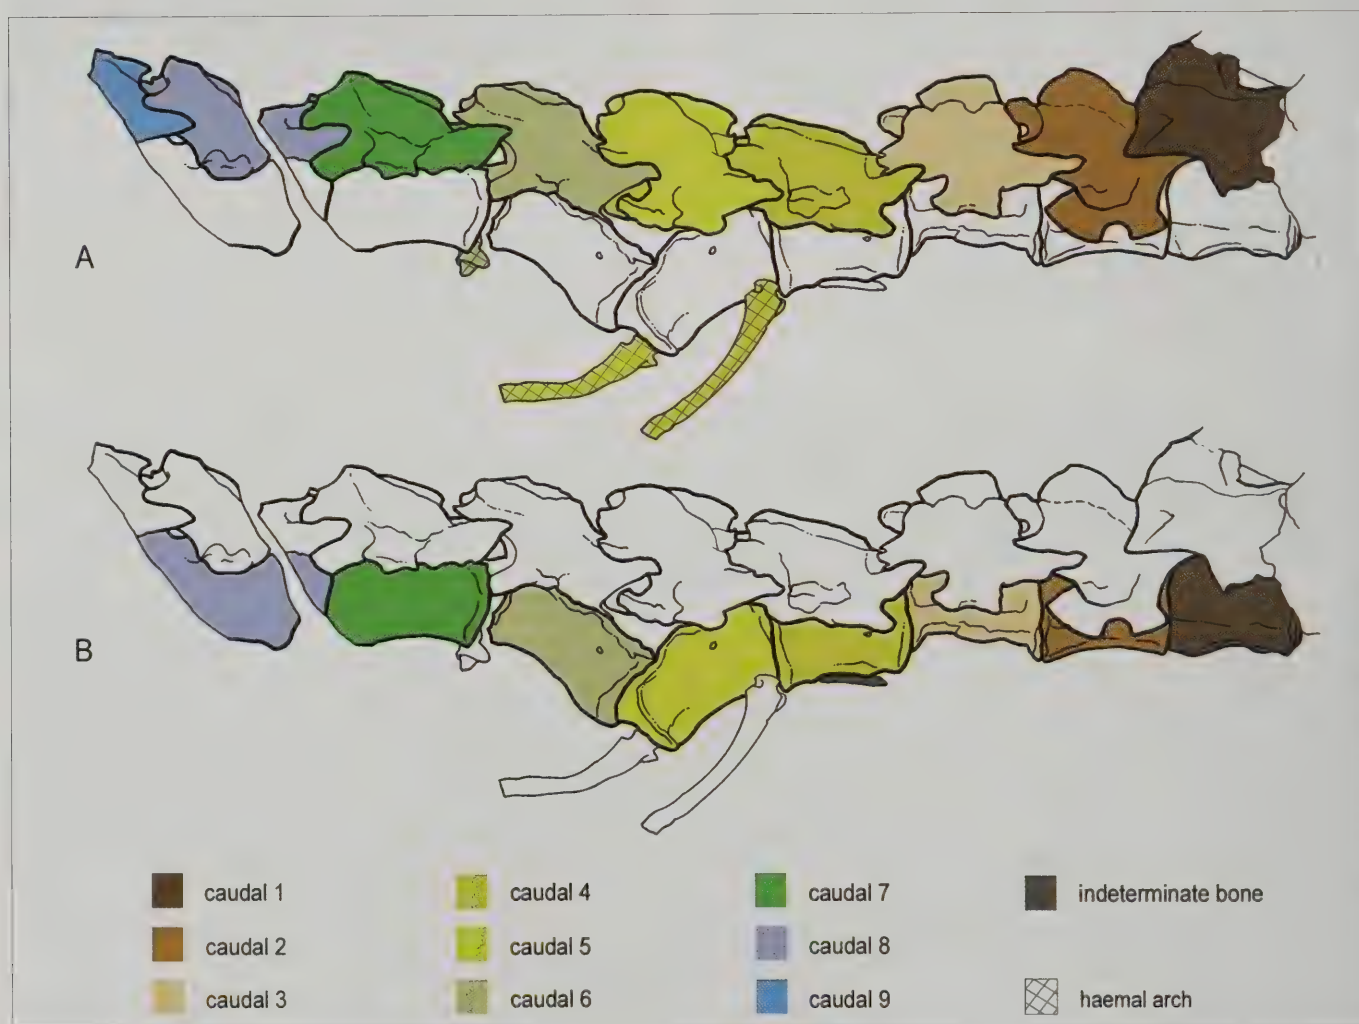 A
B
caudal 1
caudal 4
caudal 7
indeterminate bone
caudal 2
caudal 5
caudal 8
caudal 3
caudal 6
caudal 9
haemal arch